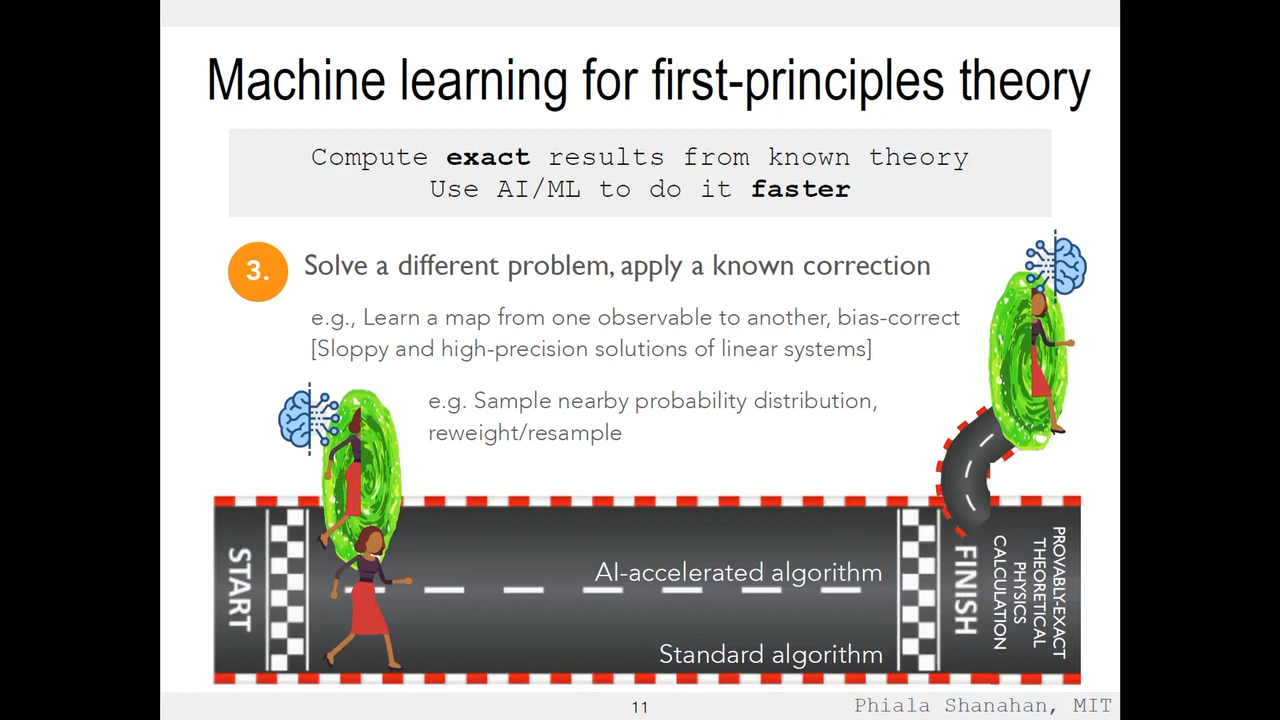 Machine learning for first-principles theory
Compute exact results from known theory
Use AI/ML to do it faster
3.
Solve a different problem, apply a known correction
e.g., Learn a map from one observable to another, bias-correct
[Sloppy and high-precision solutions of linear systems]
e.g. Sample nearby probability distribution,
reweight/resample
START
AI-accelerated algorithm
Standard algorithm
FINISH
PROVABLY-EXACT
THEORETICAL
PHYSICS
CALCULATION
11
Phiala Shanahan, MIT